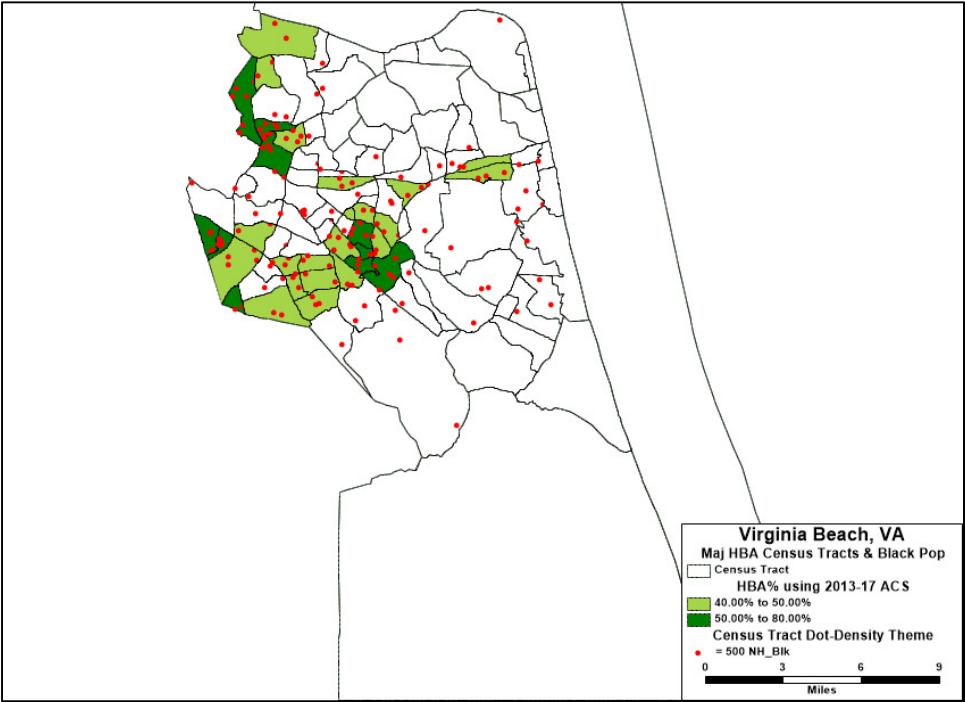 Virginia Beach, VA
Maj HBA Census Tracts & Black Pop
Census Tract
HBA% using 2013-17 ACS
40.00% to 50.00%
50.00% to 80.00%
Census Tract Dot-Density Theme
= 500 NH_Blk
0 3 6 9
Miles